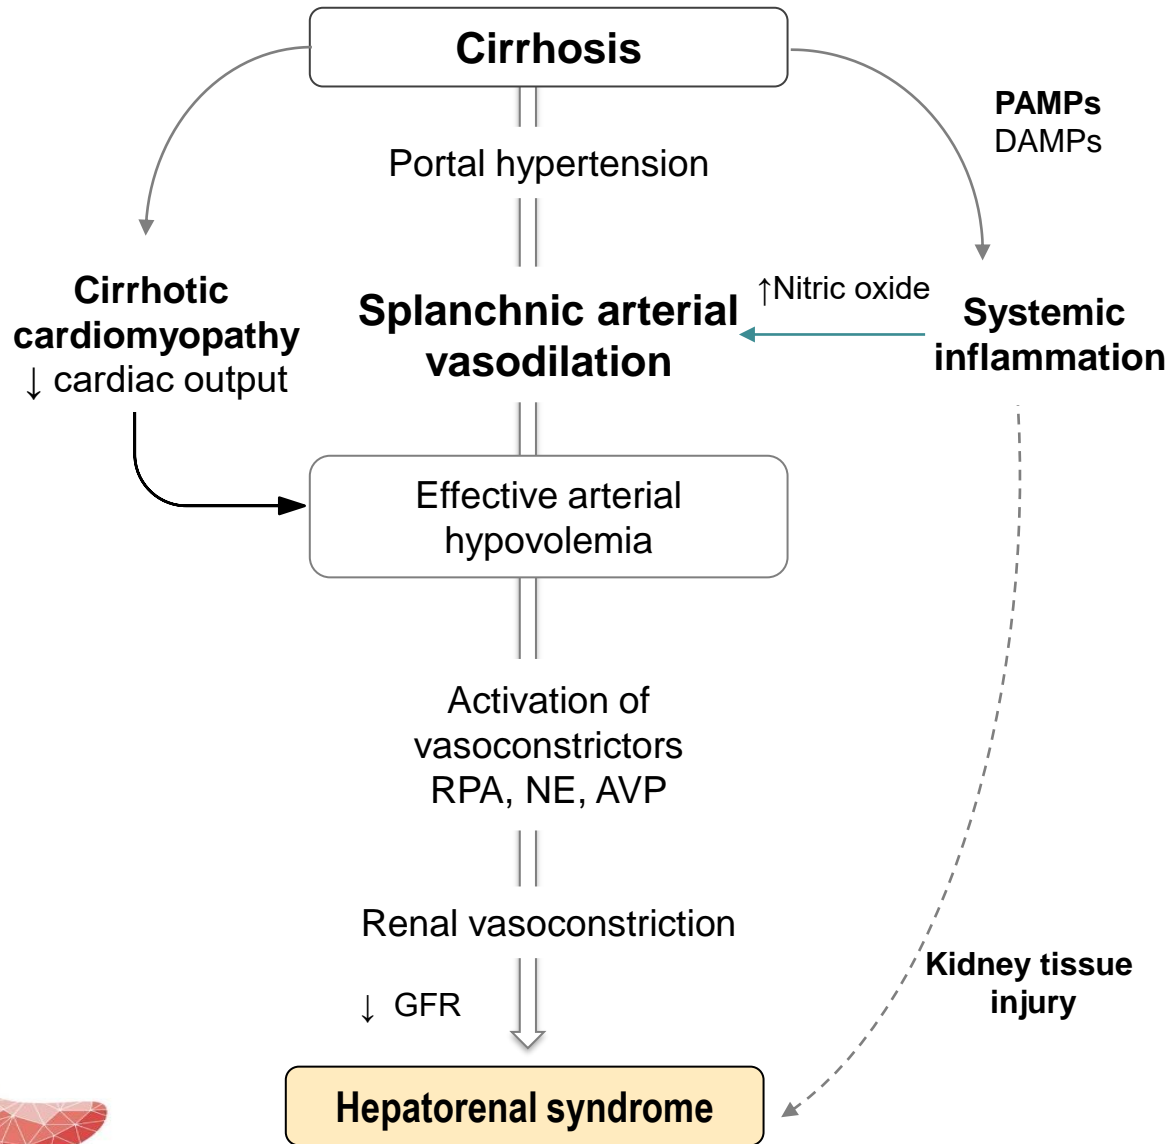 Cirrhosis
PAMPs
DAMPs
Portal hypertension
Cirrhotic
cardiomyopathy
↓ cardiac output
Splanchnic arterial
vasodilation
↑Nitric oxide
Systemic
inflammation
Effective arterial
hypovolemia
Activation of
vasoconstrictors
RPA, NE, AVP
Renal vasoconstriction
↓ GFR
Kidney tissue
injury
Hepatorenal syndrome